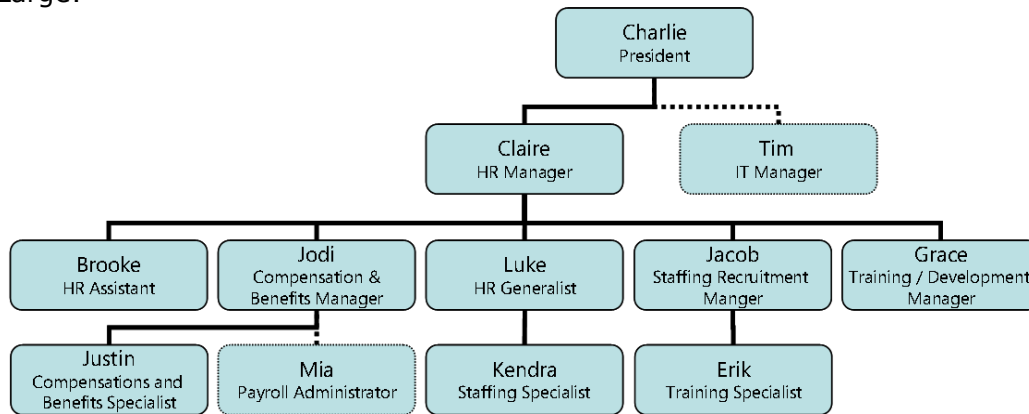 Large:
Charlie
President
Claire
HR Manager
Tim
IT Manager
Brooke
HR Assistant
Jodi
Compensation &
Benefits Manager
Luke
HR Generalist
Jacob
Staffing Recruitment
Manger
Grace
Training / Development
Manager
Justin
Compensations and
Benefits Specialist
Mia
Payroll Administrator
Kendra
Staffing Specialist
Erik
Training Specialist